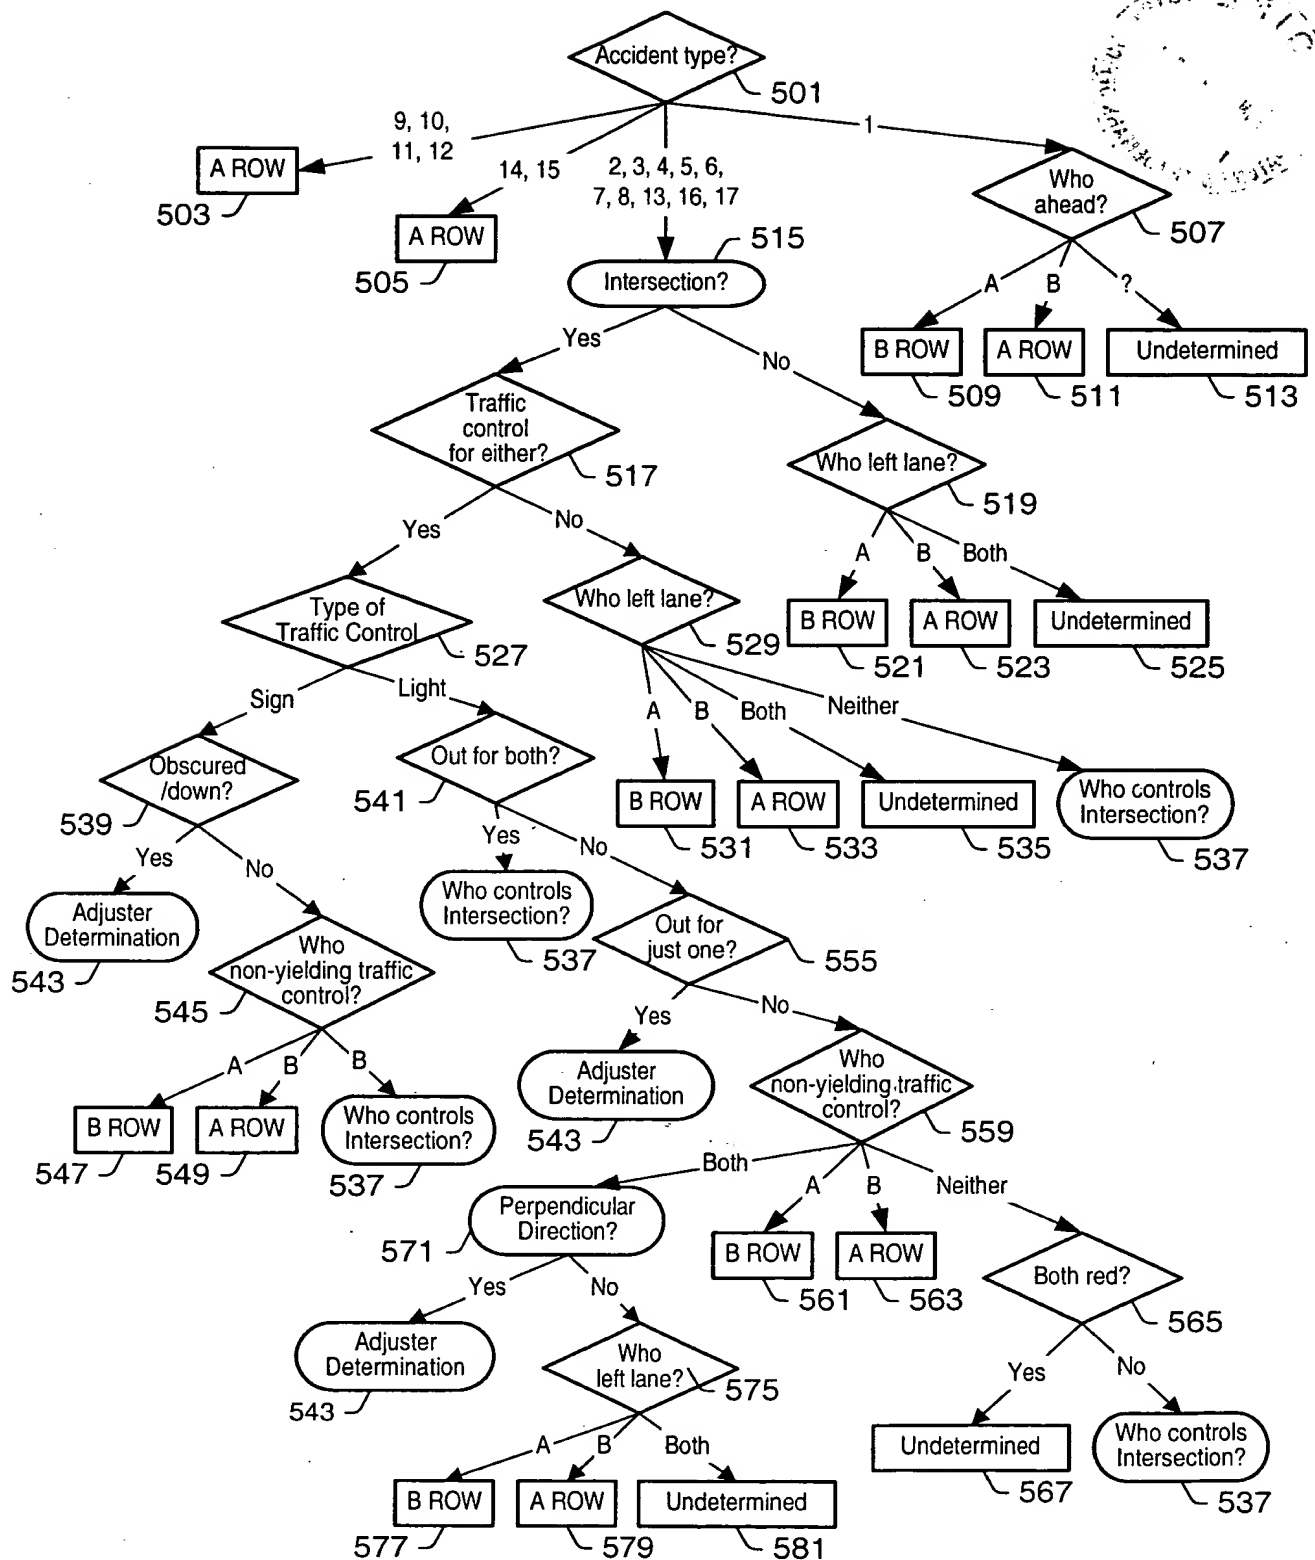 Accident type?
501
9, 10,
11, 12
14, 15
2, 3, 4, 5, 6,
7, 8, 13, 16, 17
1
A ROW
503
A ROW
505
Who
ahead?
507
515
Intersection?
A
B
?
B ROW
509
A ROW
511
Undetermined
513
Yes
No
Traffic
control
for either?
517
Who left lane?
519
Yes
No
A
B
Both
Type of
Traffic Control
527
Who left lane?
529
B ROW
521
A ROW
523
Undetermined
525
Sign
Light
A
B
Both
Neither
Obscured
/down?
539
Out for both?
541
B ROW
531
A ROW
533
Undetermined
535
Who controls
Intersection?
537
Yes
No
Yes
No
Adjuster
Determination
543
Who controls
Intersection?
537
Who
non-yielding traffic
control?
545
Out for
just one?
555
A
B
B
Yes
No
B ROW
547
A ROW
549
Who controls
Intersection?
537
Adjuster
Determination
543
Who
non-yielding traffic
control?
559
Both
A
B
Neither
Perpendicular
Direction?
571
B ROW
561
A ROW
563
Both red?
565
Yes
No
Yes
No
Adjuster
Determination
543
Who
left lane?
575
Undetermined
567
Who controls
Intersection?
537
A
B
Both
B ROW
577
A ROW
579
Undetermined
581